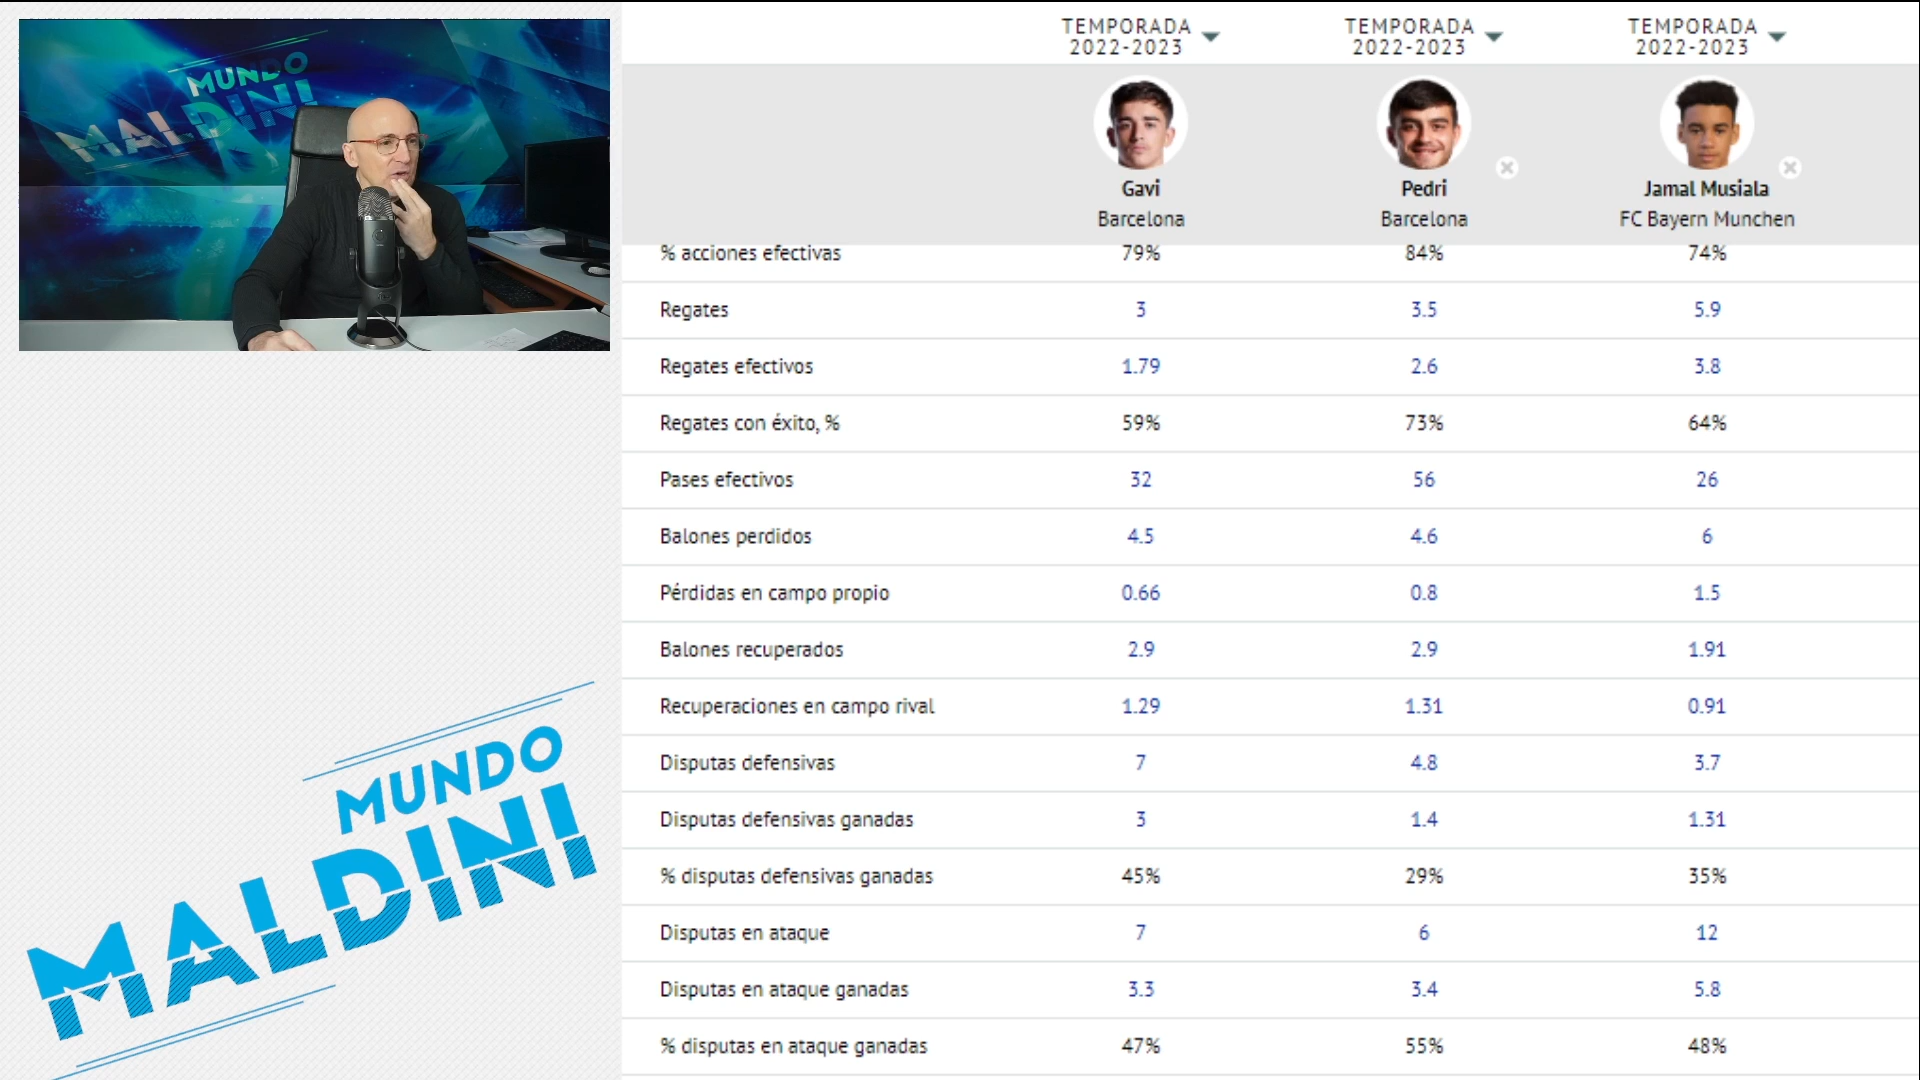 MUNDO
MALDINI
TEMPORADA 2022-2023
TEMPORADA 2022-2023
TEMPORADA 2022-2023
Gavi
Barcelona
Pedri
Barcelona
Jamal Musiala
FC Bayern Munchen
% acciones efectivas 79% 84% 74%
Regates 3 3.5 5.9
Regates efectivos 1.79 2.6 3.8
Regates con éxito, % 59% 73% 64%
Pases efectivos 32 56 26
Balones perdidos 4.5 4.6 6
Pérdidas en campo propio 0.66 0.8 1.5
Balones recuperados 2.9 2.9 1.91
Recuperaciones en campo rival 1.29 1.31 0.91
Disputas defensivas 7 4.8 3.7
Disputas defensivas ganadas 3 1.4 1.31
% disputas defensivas ganadas 45% 29% 35%
Disputas en ataque 7 6 12
Disputas en ataque ganadas 3.3 3.4 5.8
% disputas en ataque ganadas 47% 55% 48%
MUNDO
MALDINI